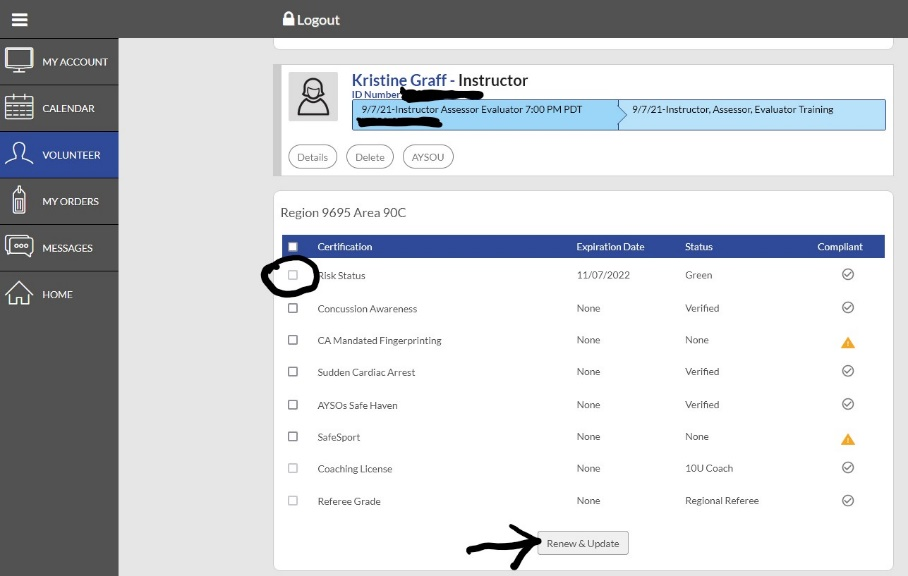 Logout
MY ACCOUNT
CALENDAR
VOLUNTEER
MY ORDERS
MESSAGES
HOME
Kristine Graff - Instructor
ID Number
9/7/21-Instructor Assessor Evaluator 7:00 PM PDT
9/7/21-Instructor, Assessor, Evaluator Training
Details Delete AYSOU
Region 9695 Area 90C
Certification Expiration Date Status Compliant
Risk Status 11/07/2022 Green
Concussion Awareness None Verified
CA Mandated Fingerprinting None None
Sudden Cardiac Arrest None Verified
AYSOs Safe Haven None Verified
SafeSport None None
Coaching License None 10U Coach
Referee Grade None Regional Referee
Renew & Update